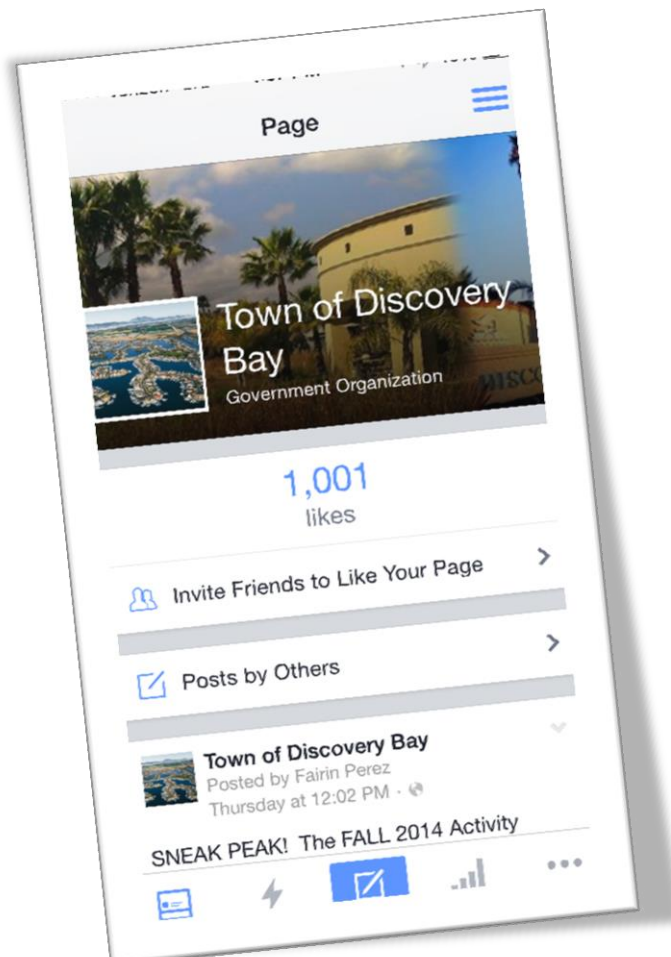 Page
Town of Discovery
Bay
Government Organization
1,001
likes
Invite Friends to Like Your Page
Posts by Others
Town of Discovery Bay
Posted by Fairin Perez
Thursday at 12:02 PM ·
SNEAK PEAK! The FALL 2014 Activity